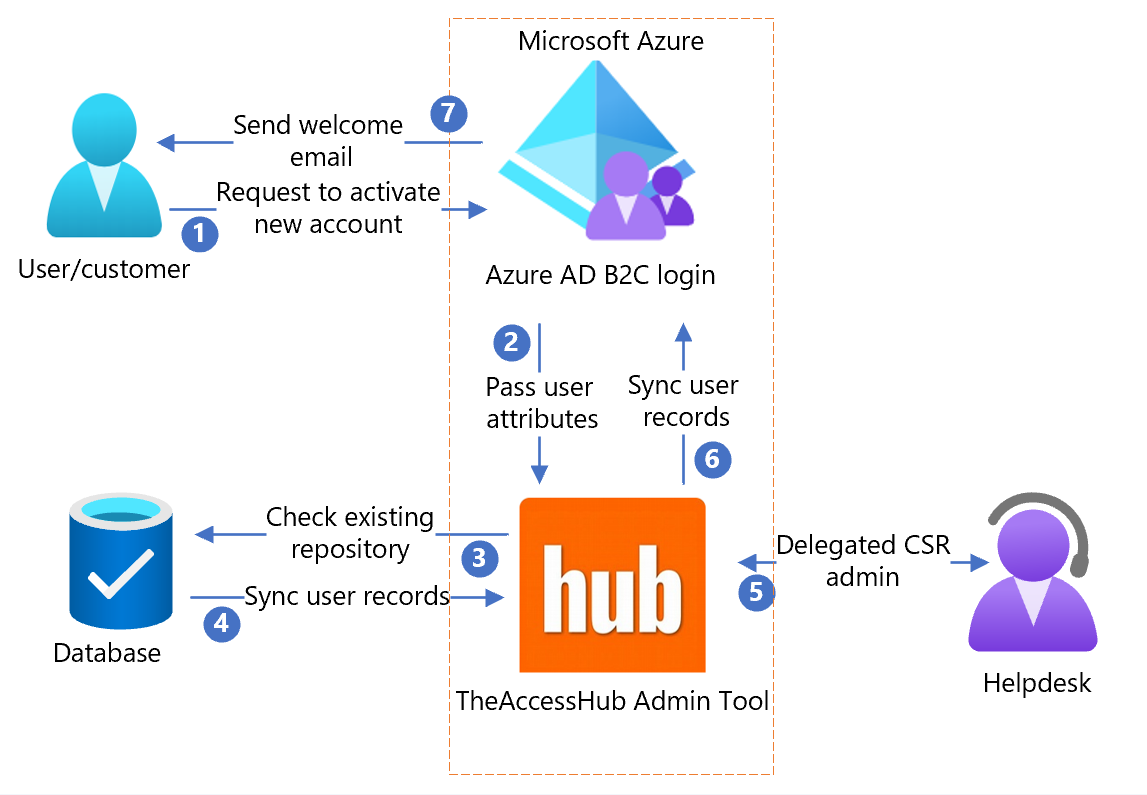 Microsoft Azure
7
Send welcome
email
Request to activate
new account
1
User/customer
Azure AD B2C login
2
Pass user
attributes
Sync user
records
6
Check existing
repository
3
Sync user records
4
Database
hub
TheAccessHub Admin Tool
Delegated CSR
admin
5
Helpdesk